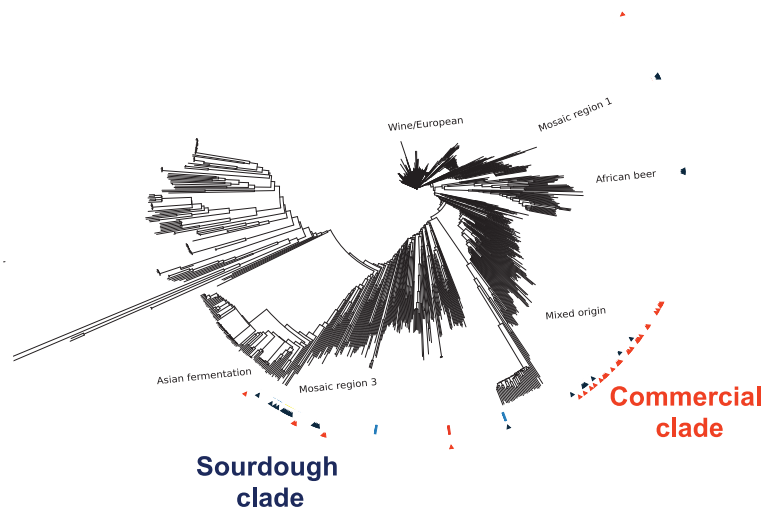 Wine/European
Mosaic region 1
African beer
Mixed origin
Asian fermentation
Mosaic region 3
Commercial
clade
Sourdough
clade